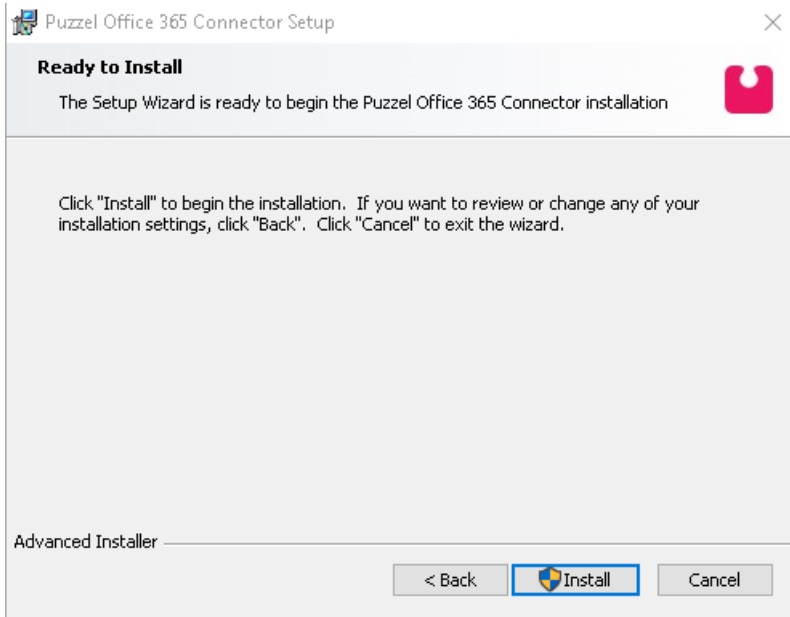 Puzzel Office 365 Connector Setup
Ready to Install
The Setup Wizard is ready to begin the Puzzel Office 365 Connector installation
Click "Install" to begin the installation.  If you want to review or change any of your
installation settings, click "Back".  Click "Cancel" to exit the wizard.
Advanced Installer
< Back
Install
Cancel